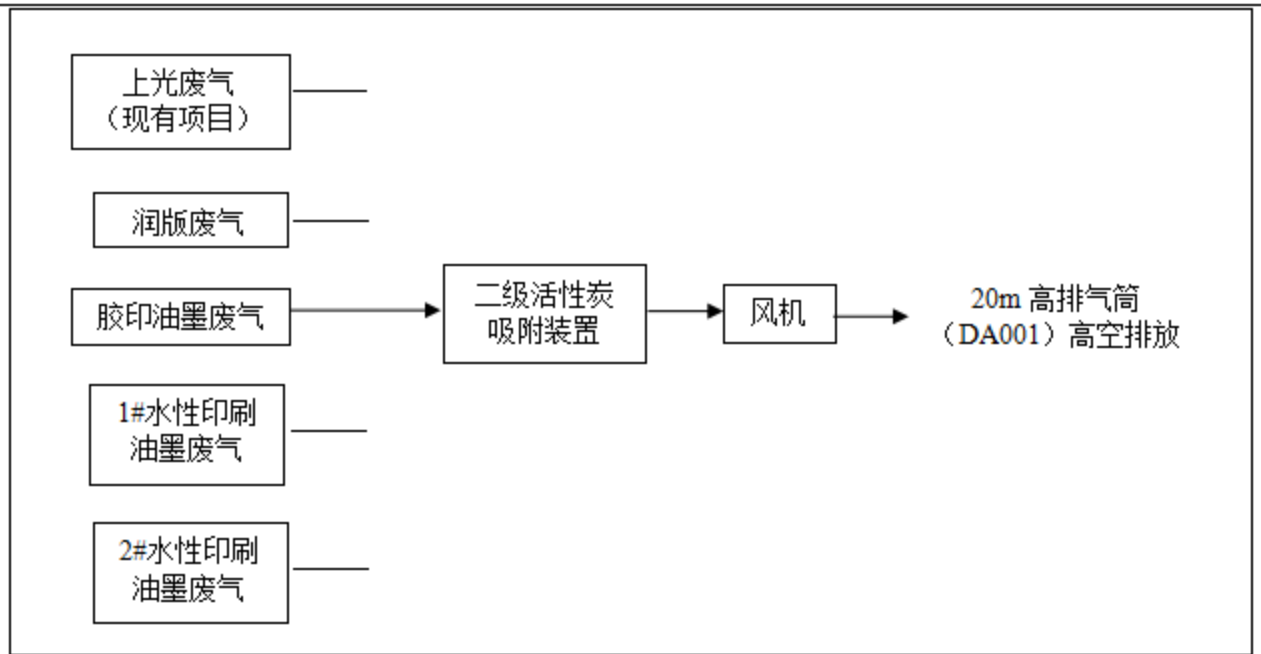 上光废气
（现有项目）
润版废气
胶印油墨废气
1#水性印刷
油墨废气
2#水性印刷
油墨废气
二级活性炭
吸附装置
风机
20m 高排气筒
（DA001）高空排放